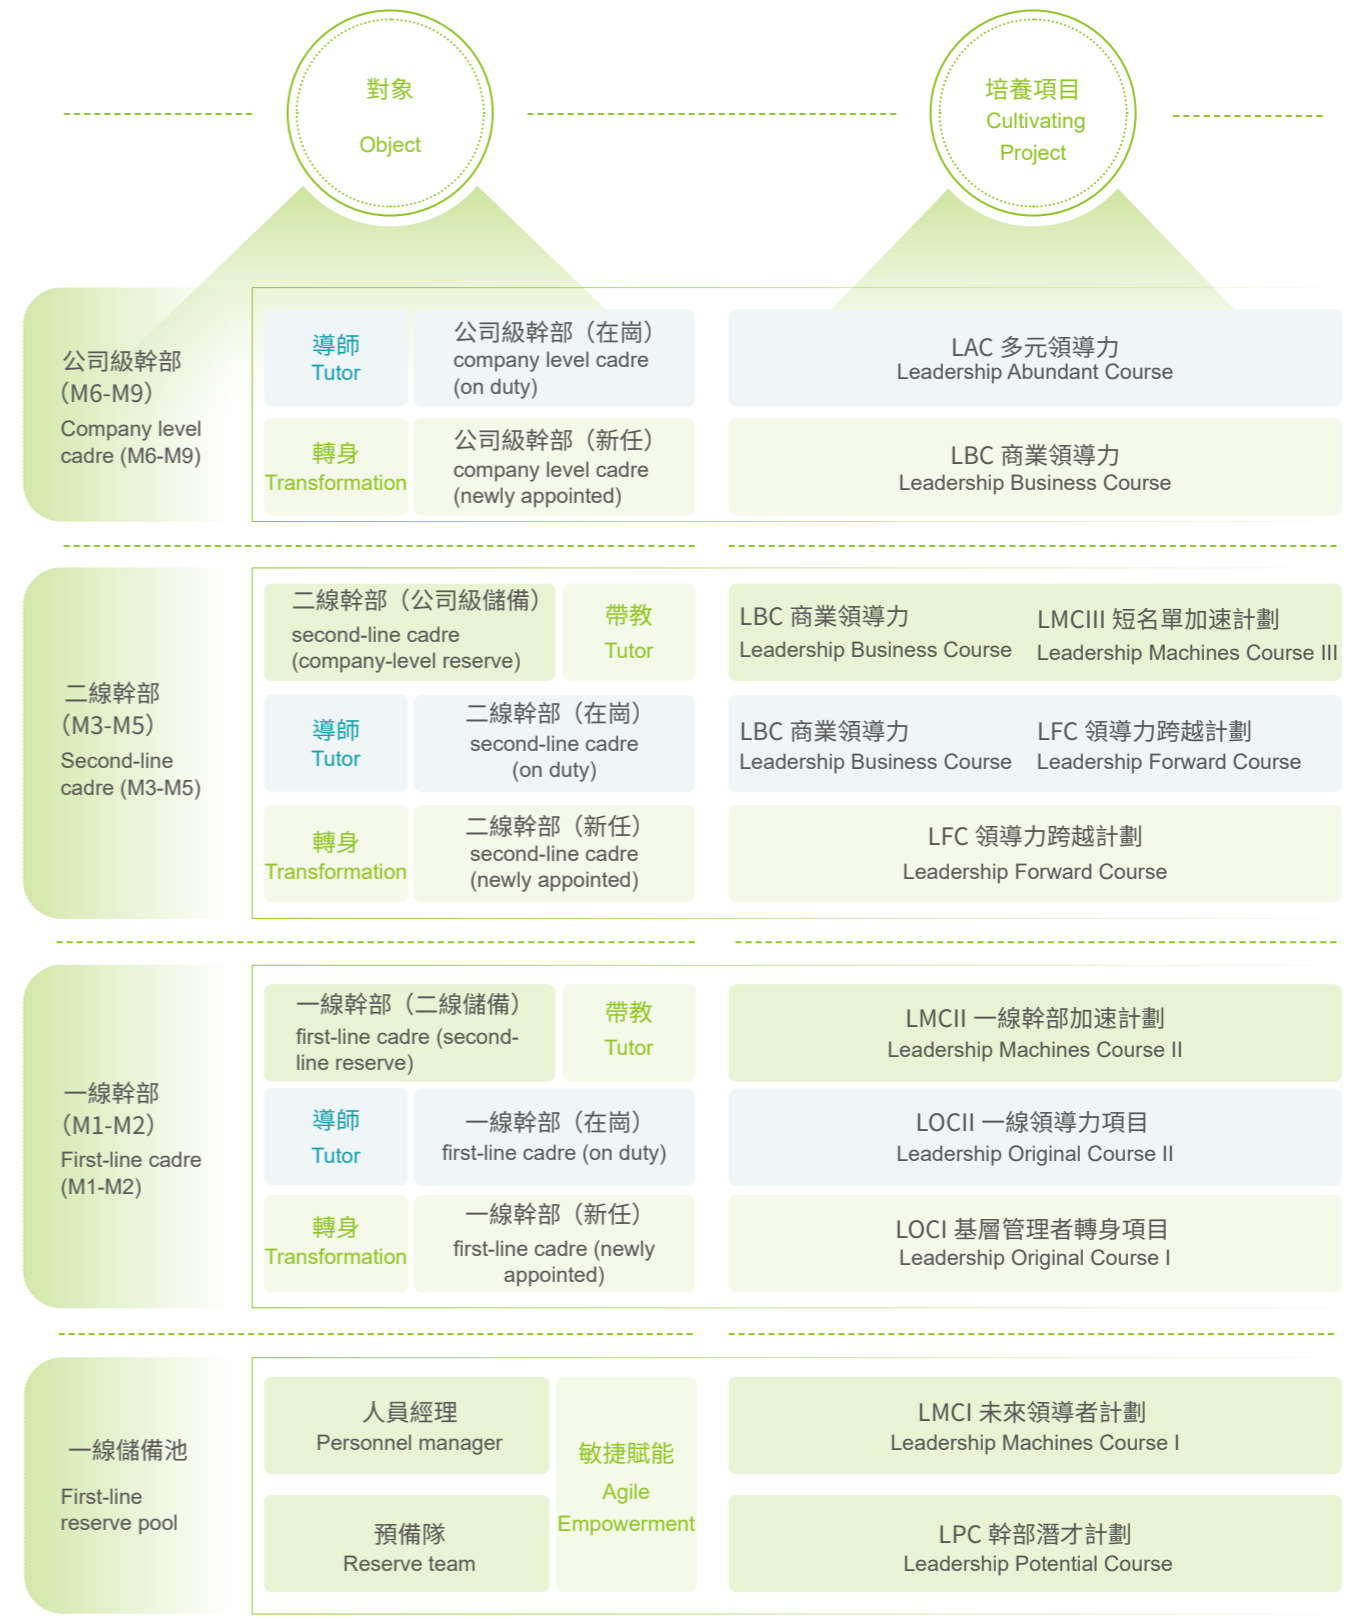 對象
Object
培養項目
Cultivating
Project
公司級幹部
（M6-M9）
Company level
cadre (M6-M9)
導師
Tutor
公司級幹部（在崗）
company level cadre
(on duty)
LAC 多元領導力
Leadership Abundant Course
轉身
Transformation
公司級幹部（新任）
company level cadre
(newly appointed)
LBC 商業領導力
Leadership Business Course
二線幹部
（M3-M5）
Second-line
cadre (M3-M5)
二線幹部（公司級儲備）
second-line cadre
(company-level reserve)
帶教
Tutor
LBC 商業領導力
Leadership Business Course
LMCIII 短名單加速計劃
Leadership Machines Course III
導師
Tutor
二線幹部（在崗）
second-line cadre
(on duty)
LBC 商業領導力
Leadership Business Course
LFC 領導力跨越計劃
Leadership Forward Course
轉身
Transformation
二線幹部（新任）
second-line cadre
(newly appointed)
LFC 領導力跨越計劃
Leadership Forward Course
一線幹部
（M1-M2）
First-line cadre
(M1-M2)
一線幹部（二線儲備）
first-line cadre (second-
line reserve)
帶教
Tutor
LMCII 一線幹部加速計劃
Leadership Machines Course II
導師
Tutor
一線幹部（在崗）
first-line cadre (on duty)
LOCII 一線領導力項目
Leadership Original Course II
轉身
Transformation
一線幹部（新任）
first-line cadre (newly
appointed)
LOCI 基層管理者轉身項目
Leadership Original Course I
一線儲備池
First-line
reserve pool
人員經理
Personnel manager
敏捷賦能
Agile
Empowerment
LMCI 未來領導者計劃
Leadership Machines Course I
預備隊
Reserve team
LPC 幹部潛才計劃
Leadership Potential Course